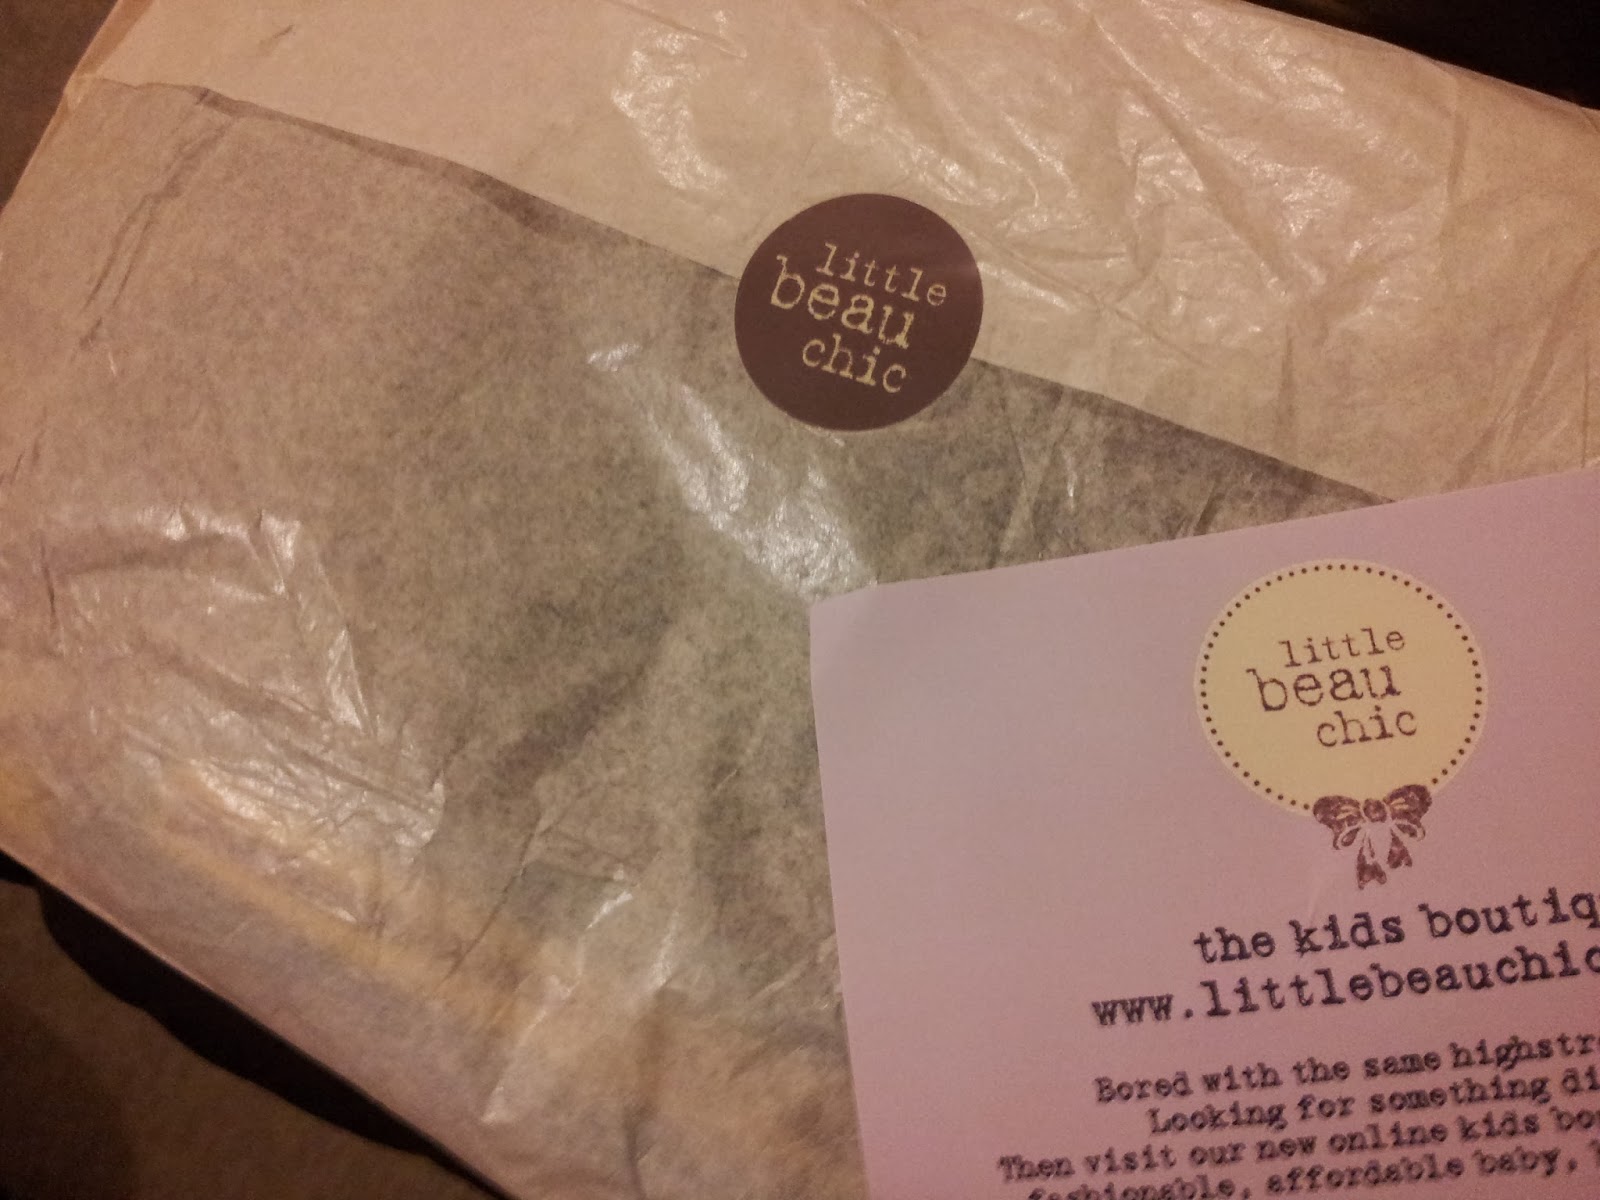 little
beau
chic
little
beau
chic
the kids boutiq
www.littlebeauchic
Bored with the same highstr
Looking for something di
Then visit our new online kids bo
fashionable, affordable baby,